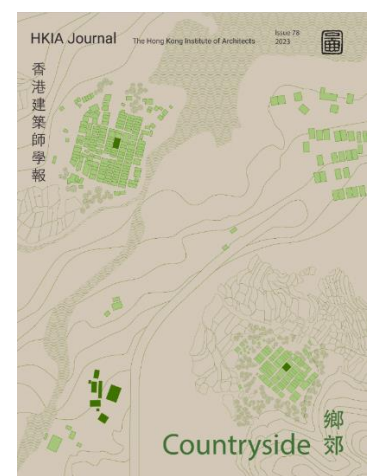 HKIA Journal
The Hong Kong Institute of Architects
Issue 78
2023
香港建築師學報
Countryside
鄉郊